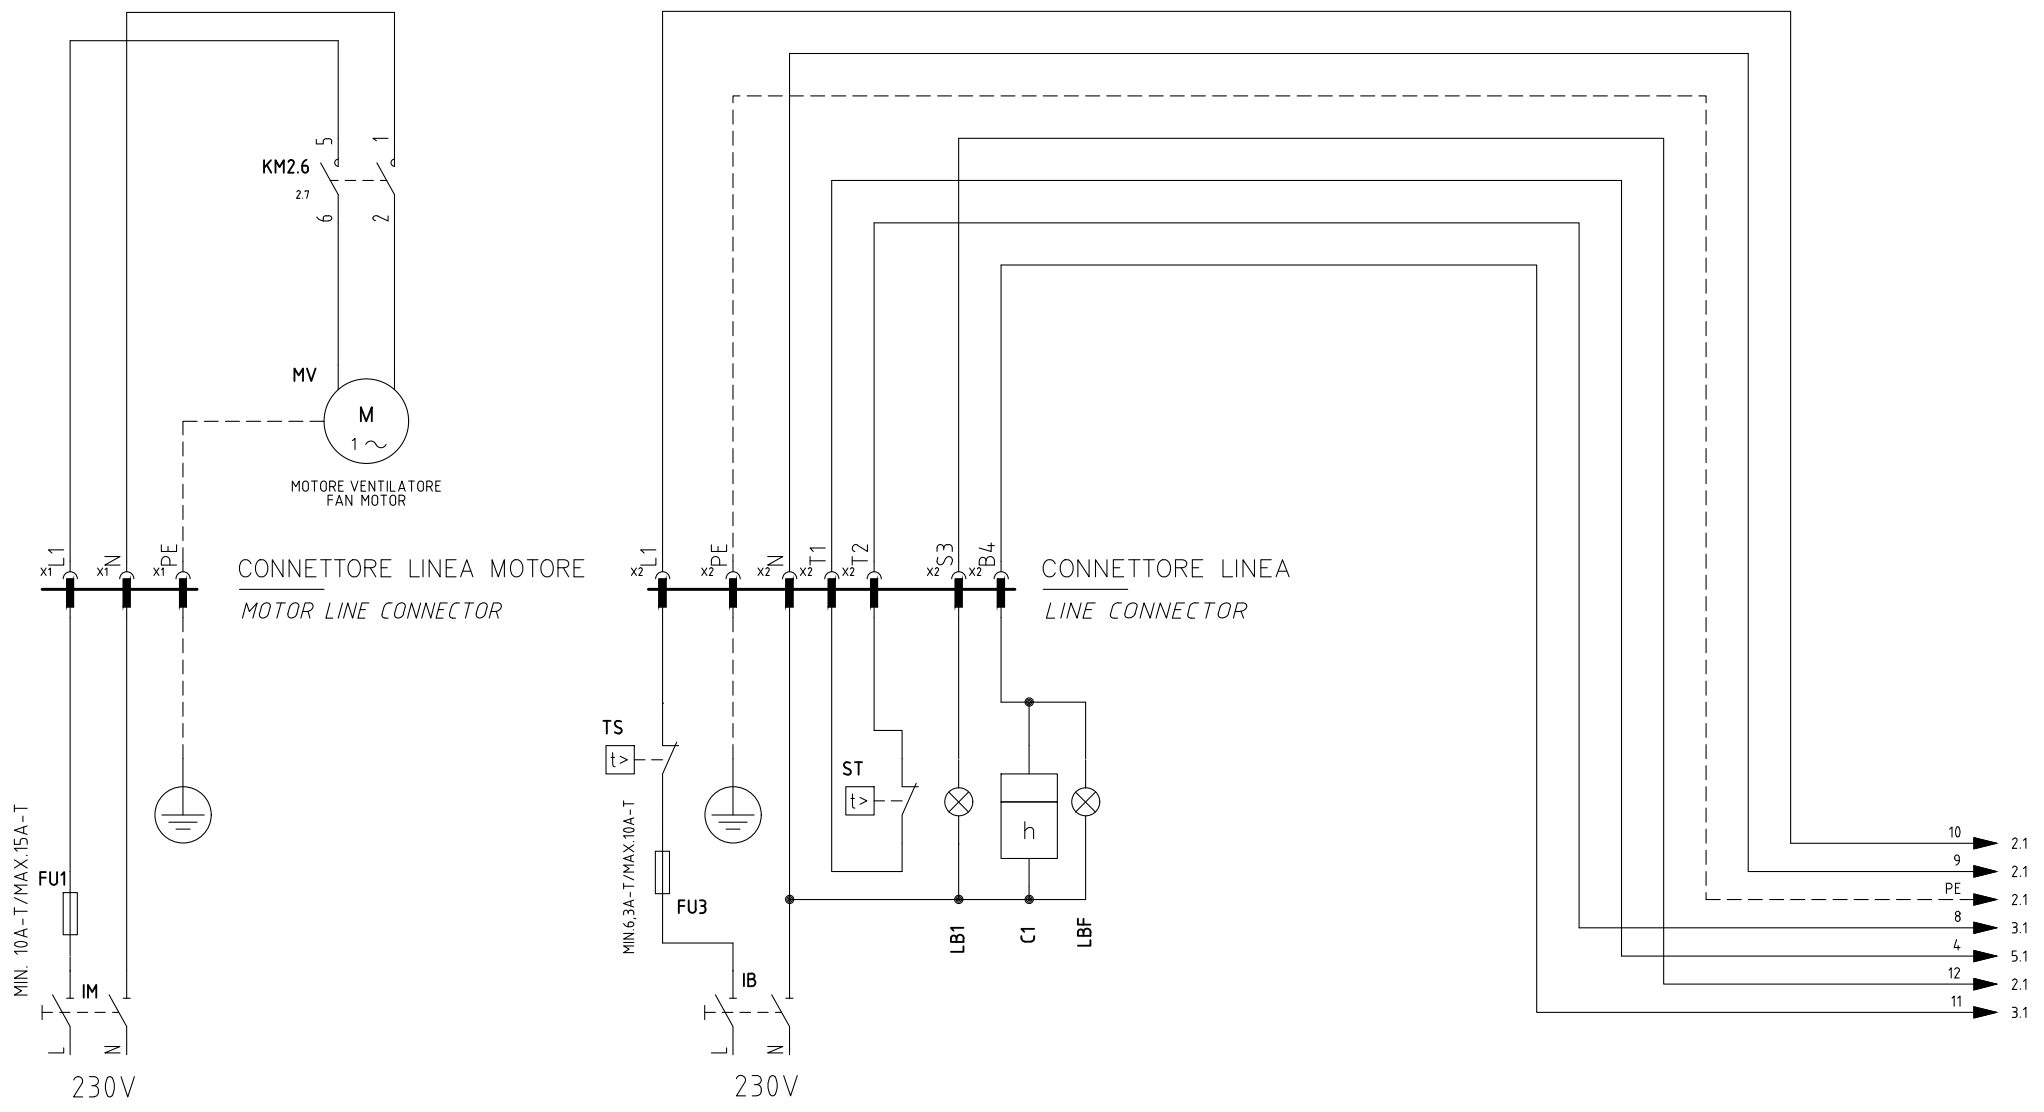 5
1
KM2.6
2.7
6
2
MV
M
1 ~
MOTORE VENTILATORE
FAN MOTOR
x1 L1
x1 N
x1 PE
CONNETTORE LINEA MOTORE
MOTOR LINE CONNECTOR
x2 L1
x2 PE
x2 N
x2 T1
x2 T2
x2 S3
x2 B4
CONNETTORE LINEA
LINE CONNECTOR
TS
t>
ST
t>
h
MIN. 10A-T/MAX.15A-T
FU1
MIN.6,3A-T/MAX.10A-T
FU3
LB1
C1
LBF
IM
IB
L
N
L
N
230V
230V
10 2.1
9 2.1
PE 2.1
8 3.1
4 5.1
12 2.1
11 3.1